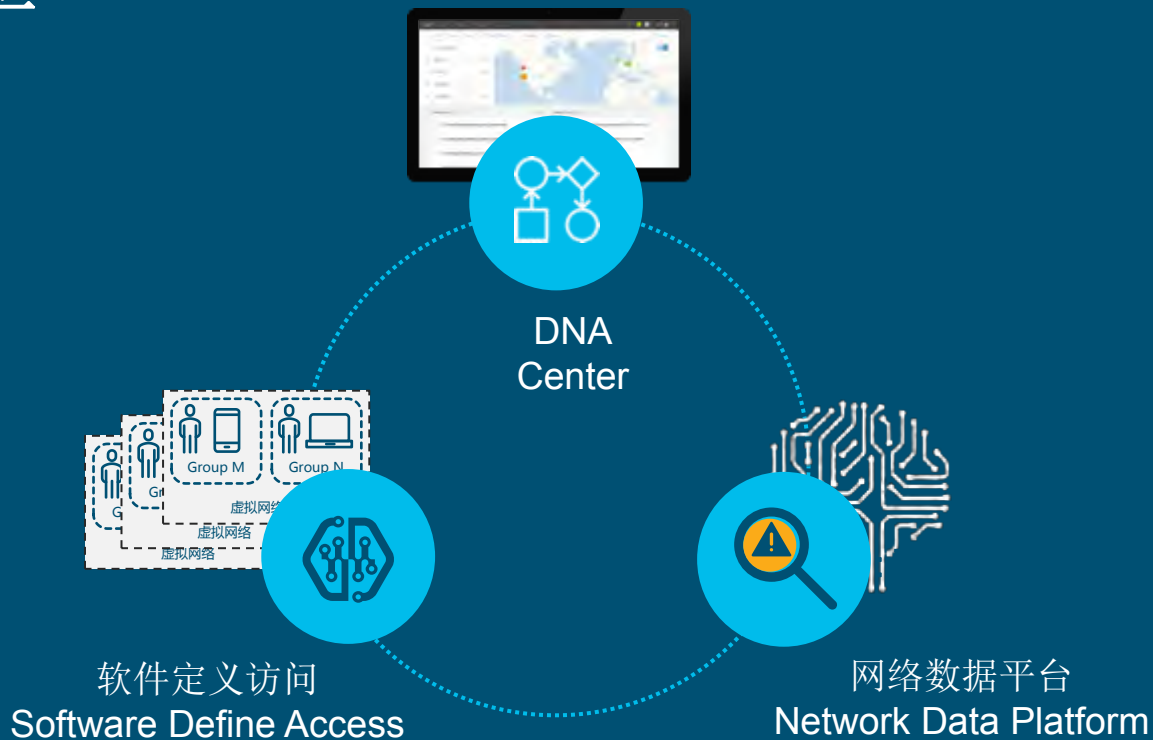 DNA
Center
Group M
Group N
虚拟网络
虚拟网络
软件定义访问
Software Define Access
网络数据平台
Network Data Platform